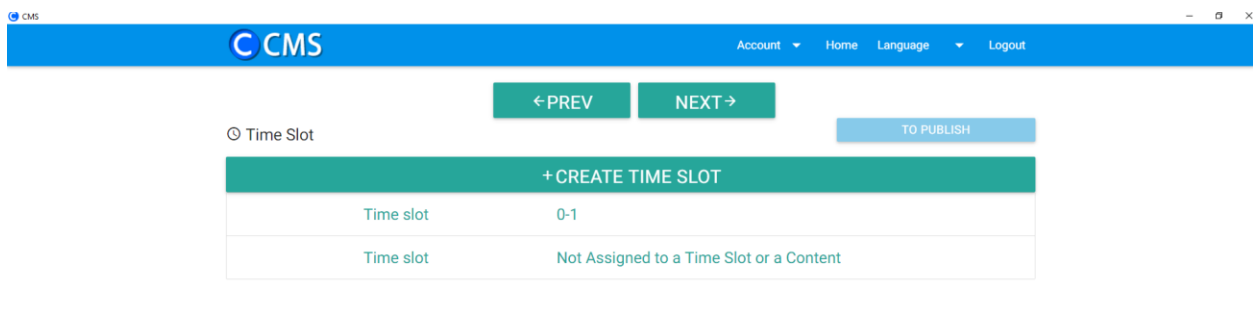 CMS
C CMS
Account Home Language Logout
←PREV NEXT→
Time Slot
TO PUBLISH
+CREATE TIME SLOT
Time slot 0-1
Time slot Not Assigned to a Time Slot or a Content